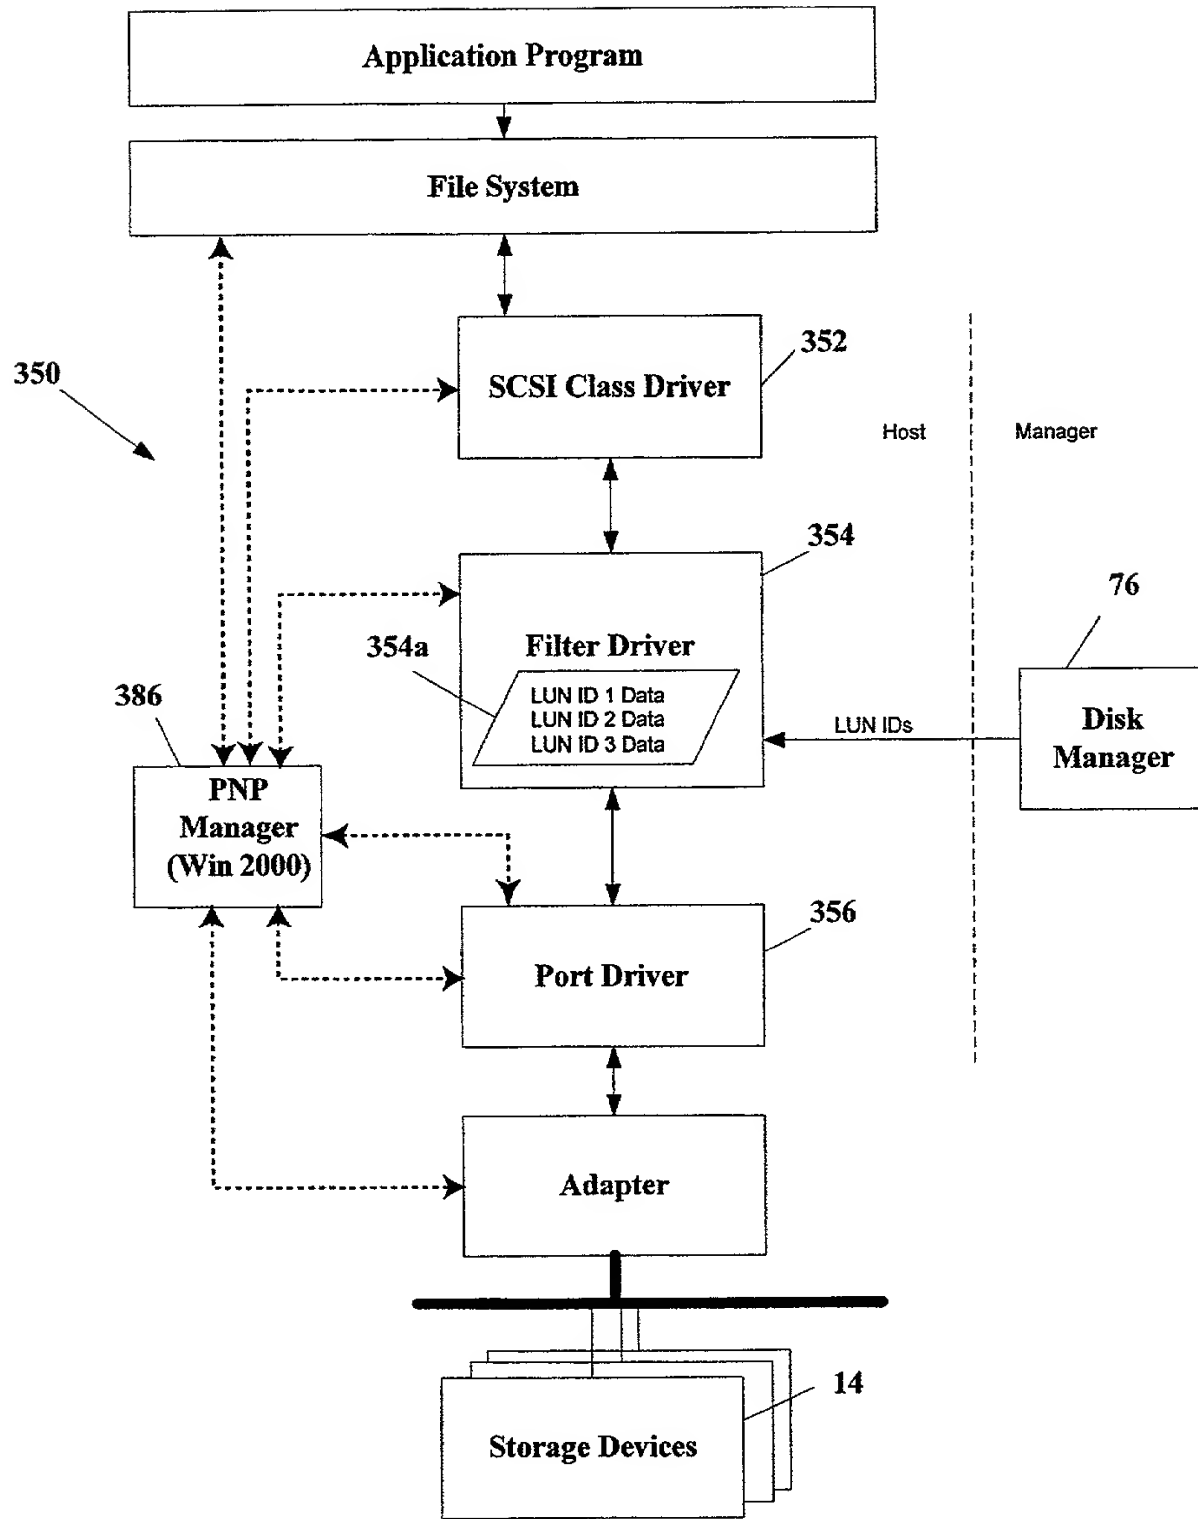 Application Program
File System
352
350
SCSI Class Driver
Host
Manager
354
76
354a
Filter Driver
386
LUN ID 1 Data
LUN ID 2 Data
LUN ID 3 Data
LUN IDs
Disk
Manager
PNP
Manager
(Win 2000)
356
Port Driver
Adapter
14
Storage Devices